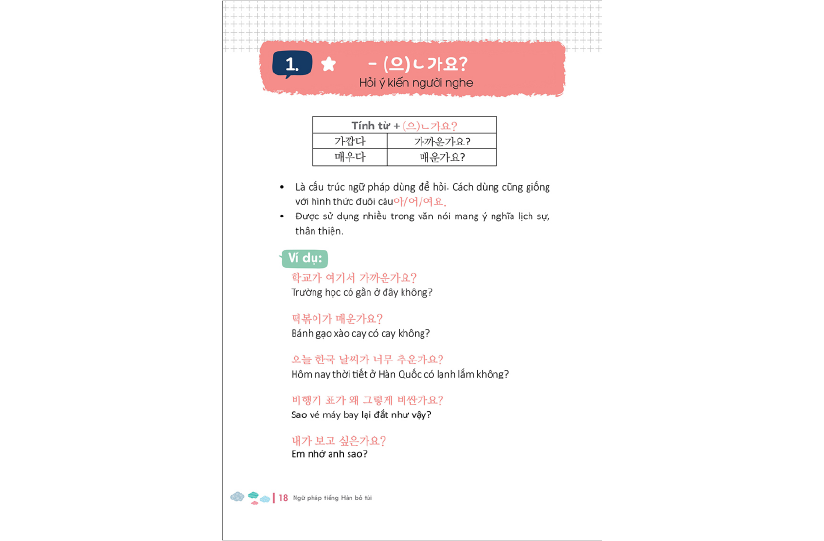 1. - (으)ㄴ가요?
Hỏi ý kiến người nghe
Tính từ + (으)ㄴ가요?
가깝다 가까운가요?
매우다 매운가요?
• Là cấu trúc ngữ pháp dùng để hỏi. Cách dùng cũng giống
với hình thức đuôi câu아/어/여요.
• Được sử dụng nhiều trong văn nói mang ý nghĩa lịch sự,
thân thiện.
Ví dụ:
학교가 여기서 가까운가요?
Trường học có gần ở đây không?
떡볶이가 매운가요?
Bánh gạo xào cay có cay không?
오늘 한국 날씨가 너무 추운가요?
Hôm nay thời tiết ở Hàn Quốc có lạnh lắm không?
비행기 표가 왜 그렇게 비싼가요?
Sao vé máy bay lại đắt như vậy?
내가 보고 싶은가요?
Em nhớ anh sao?
18 Ngữ pháp tiếng Hàn bỏ túi